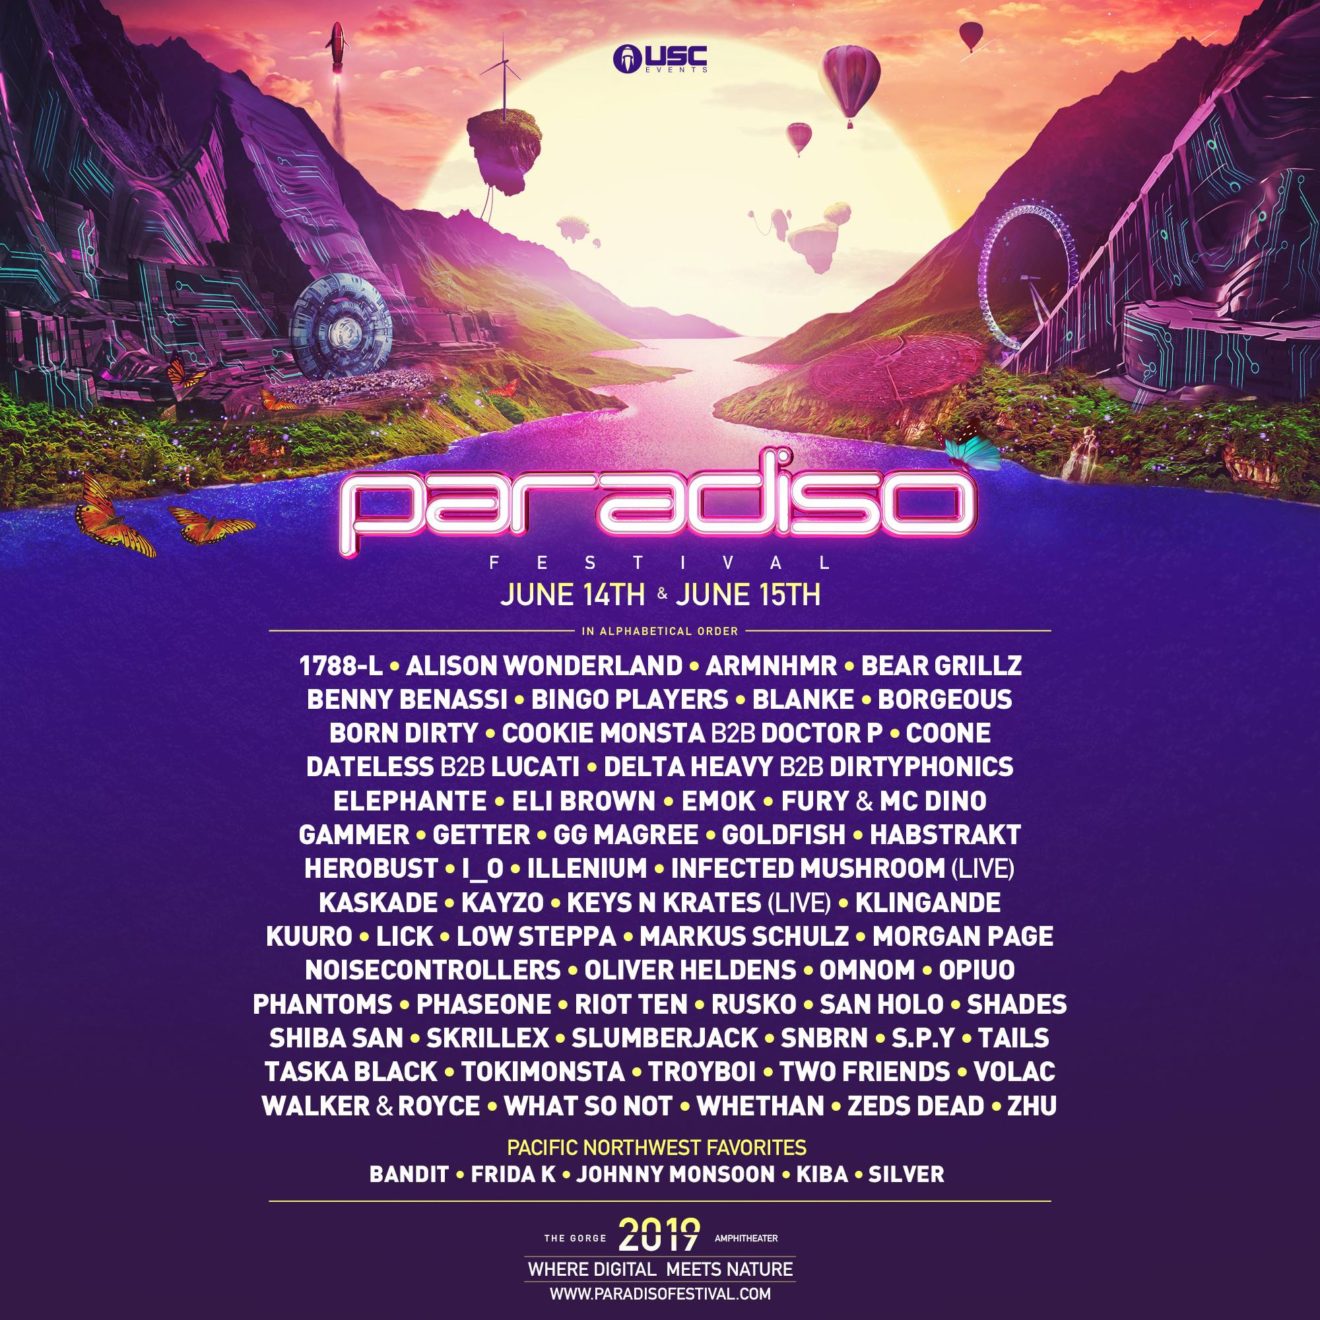 USC
EVENTS
paradiso
FESTIVAL
JUNE 14TH & JUNE 15TH
IN ALPHABETICAL ORDER
1788-L • ALISON WONDERLAND • ARMNHMR • BEAR GRILLZ
BENNY BENASSI • BINGO PLAYERS • BLANKE • BORGEOUS
BORN DIRTY • COOKIE MONSTA B2B DOCTOR P • COONE
DATELESS B2B LUCATI • DELTA HEAVY B2B DIRTYPHONICS
ELEPHANTE • ELI BROWN • EMOK • FURY & MC DINO
GAMMER • GETTER • GG MAGREE • GOLDFISH • HABSTRAKT
HEROBUST • I_O • ILLENIUM • INFECTED MUSHROOM (LIVE)
KASKADE • KAYZO • KEYS N KRATES (LIVE) • KLINGANDE
KUURO • LICK • LOW STEPPA • MARKUS SCHULZ • MORGAN PAGE
NOISECONTROLLERS • OLIVER HELDENS • OMNOM • OPIUO
PHANTOMS • PHASEONE • RIOT TEN • RUSKO • SAN HOLO • SHADES
SHIBA SAN • SKRILLEX • SLUMBERJACK • SNBRN • S.P.Y • TAILS
TASKA BLACK • TOKIMONSTA • TROYBOI • TWO FRIENDS • VOLAC
WALKER & ROYCE • WHAT SO NOT • WHETHAN • ZEDS DEAD • ZHU
PACIFIC NORTHWEST FAVORITES
BANDIT • FRIDA K • JOHNNY MONSOON • KIBA • SILVER
THE GORGE 2019 AMPHITHEATER
WHERE DIGITAL MEETS NATURE
WWW.PARADISOFESTIVAL.COM